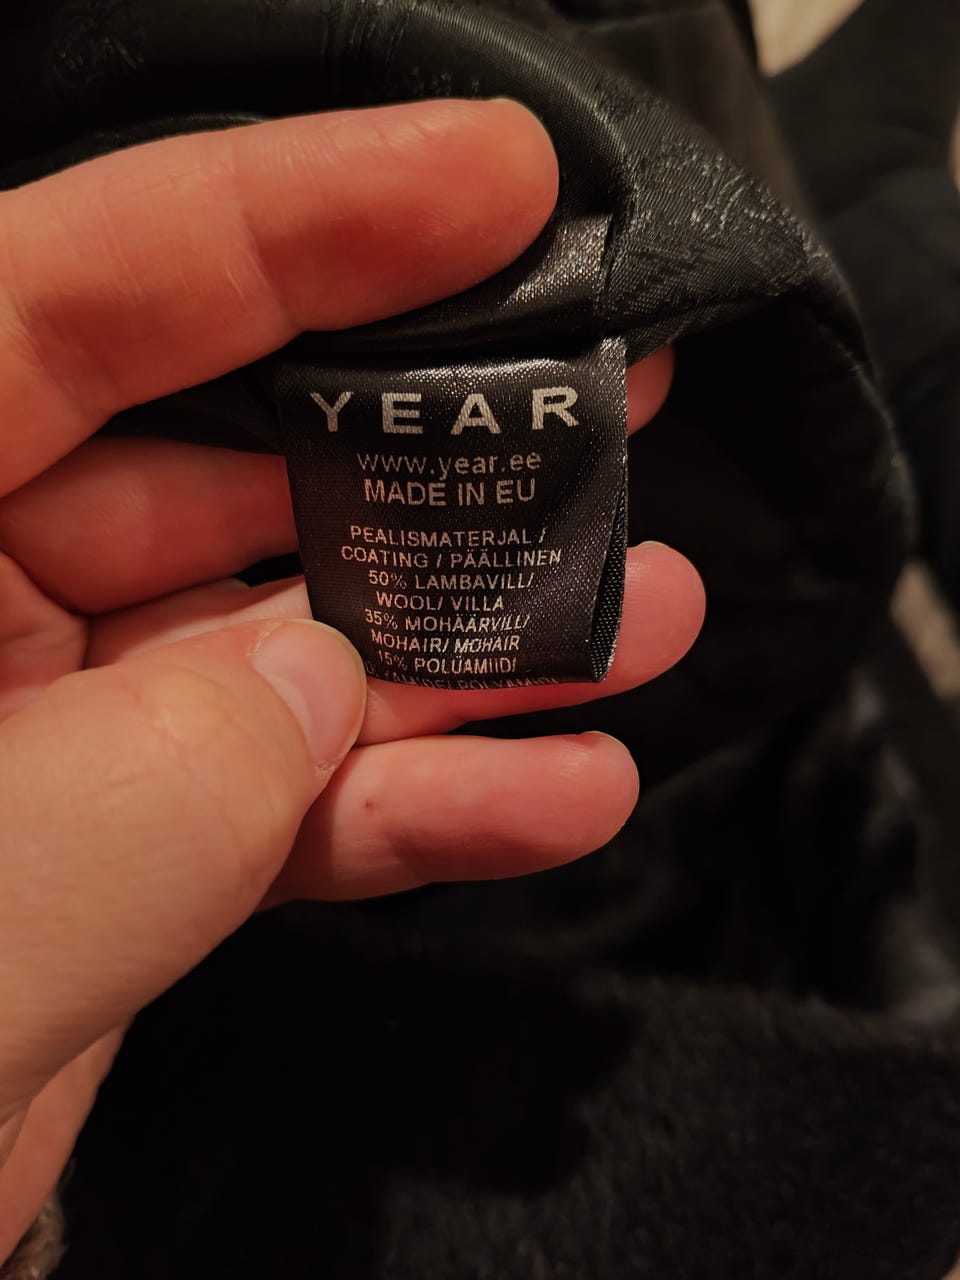 YEAR
www.year.ee
MADE IN EU
PEALISMATERJAL /
COATING / PÄÄLLINEN
50% LAMBAVILL/
WOOL/ VILLA
35% MOHÄÄRVILL/
MOHAIR/ MOHAIR
15% POLÜAMIID/